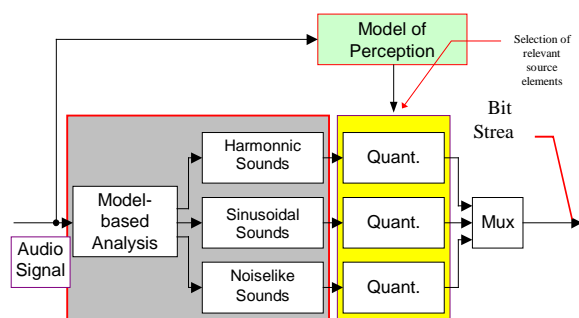 Model of
Perception
Selection of
relevant
source
elements
Bit
Strea
Harmonnic
Sounds
Quant.
Model-
based
Analysis
Sinusoidal
Sounds
Quant.
Mux
Audio
Signal
Noiselike
Sounds
Quant.